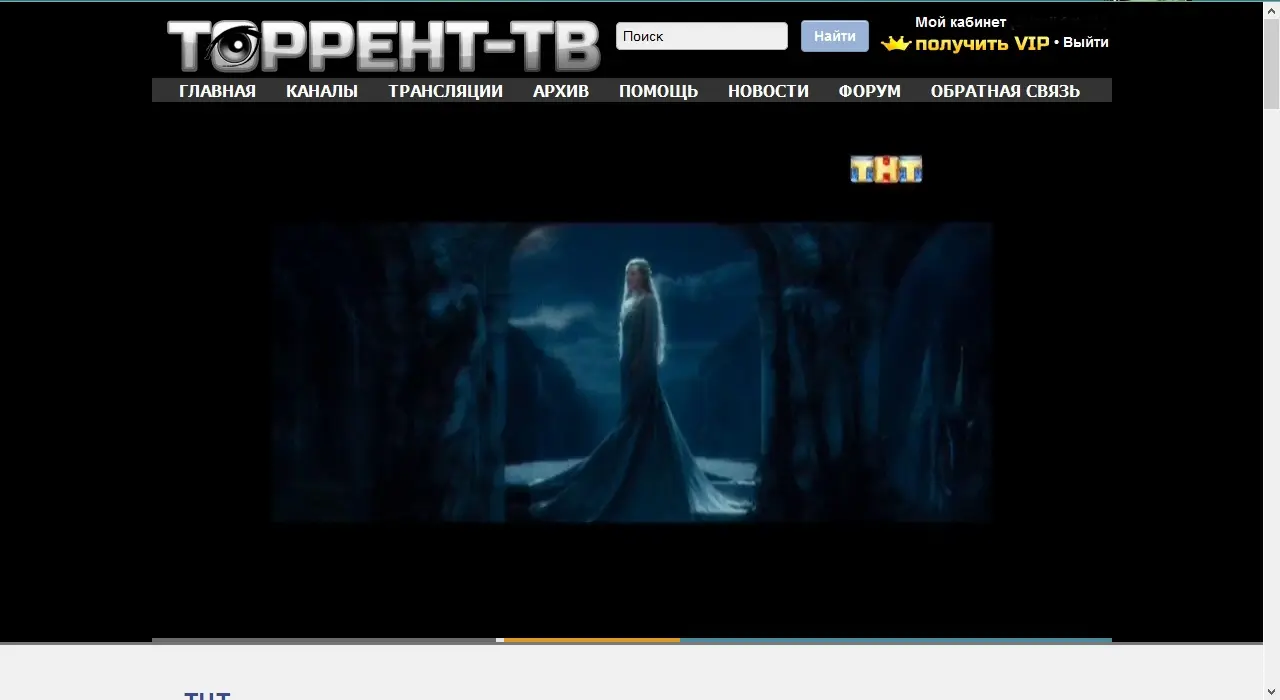 ТОРРЕНТ-ТВ
Поиск
Найти
Мой кабинет
получить VIP • Выйти
ГЛАВНАЯ КАНАЛЫ ТРАНСЛЯЦИИ АРХИВ ПОМОЩЬ НОВОСТИ ФОРУМ ОБРАТНАЯ СВЯЗЬ
ТНТ
ТНТ